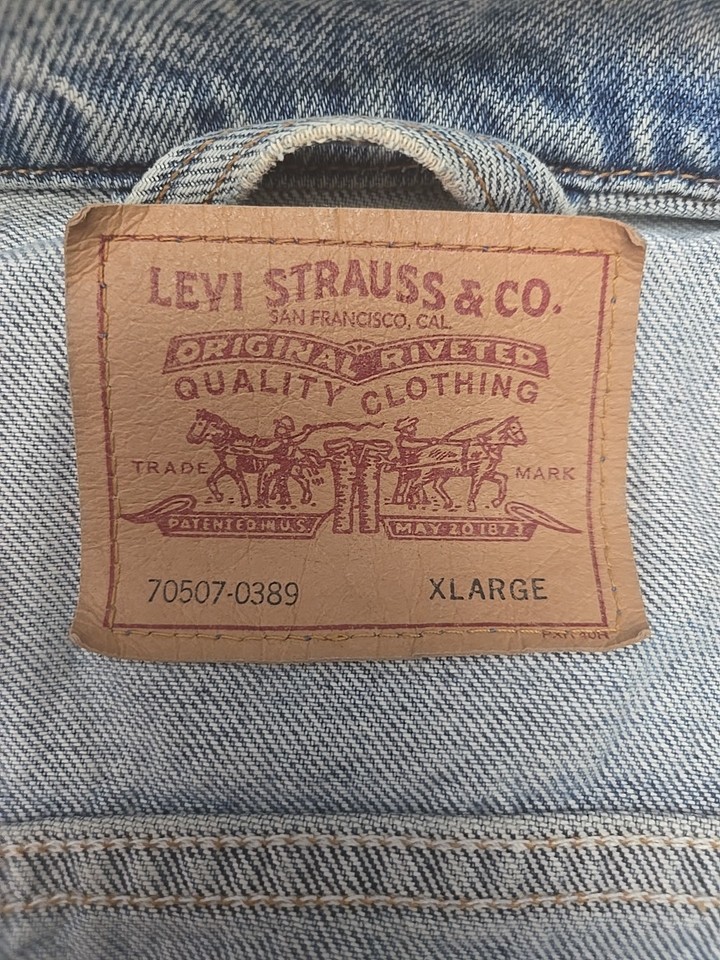 LEVI STRAUSS & CO.
SAN FRANCISCO, CAL.
ORIGINAL RIVETED
QUALITY CLOTHING
TRADE MARK
PATENTED IN U.S. MAY 20 1873
70507-0389 XLARGE